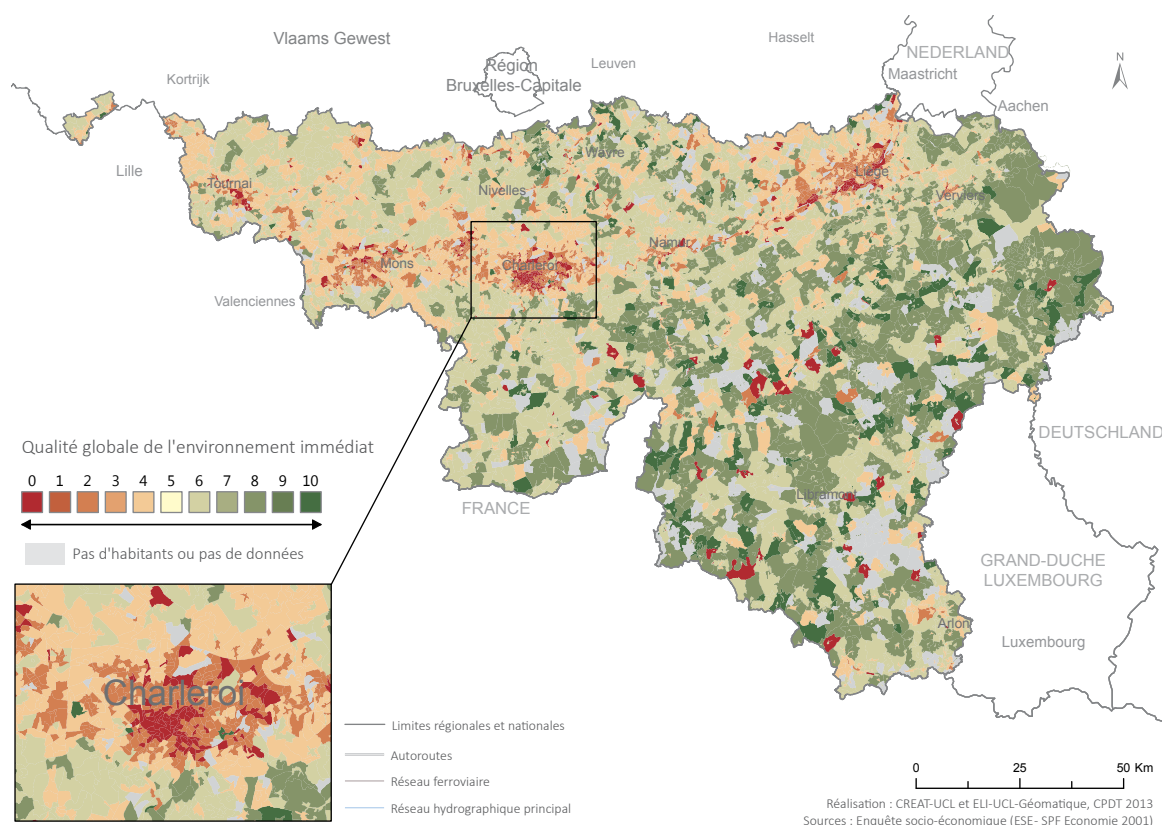 Vlaams Gewest
Hasselt
NEDERLAND
Kortrijk
Région
Bruxelles-Capitale
Leuven
Maastricht
N
Aachen
Lille
Wavre
Liège
Tournai
Nivelles
Verviers
Mons
Charleroi
Namur
Valenciennes
Qualité globale de l'environnement immédiat
0 1 2 3 4 5 6 7 8 9 10
Pas d'habitants ou pas de données
DEUTSCHLAND
Libramont
FRANCE
GRAND-DUCHE
LUXEMBOURG
Arlon
Luxembourg
Charleroi
Limites régionales et nationales
Autoroutes
Réseau ferroviaire
Réseau hydrographique principal
0 25 50 Km
Réalisation : CREAT-UCL et ELI-UCL-Géomatique, CPDT 2013
Sources : Enquête socio-économique (ESE- SPF Economie 2001)